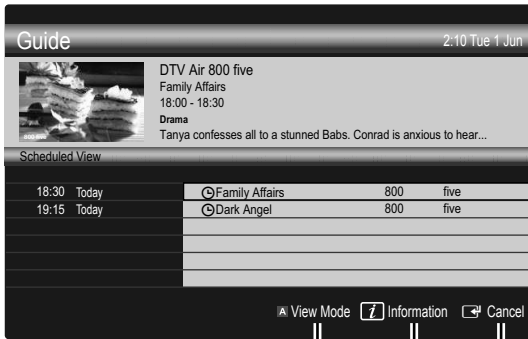 Guide
2:10 Tue 1 Jun
DTV Air 800 five
Family Affairs
18:00 - 18:30
Drama
Tanya confesses all to a stunned Babs. Conrad is anxious to hear...
Scheduled View
18:30 Today Family Affairs 800 five
19:15 Today Dark Angel 800 five
A View Mode i Information Cancel